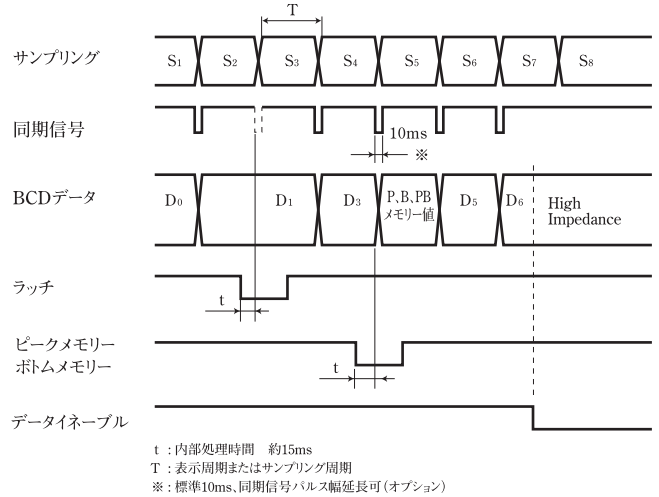 T
サンプリング
S1 S2 S3 S4 S5 S6 S7 S8
同期信号
10ms
※
BCDデータ
D0 D1 D3 P, B, PB メモリー値 D5 D6 High Impedance
ラッチ
t
ピークメモリー
ボトムメモリー
t
データイネーブル
t : 内部処理時間 約15ms
T : 表示周期またはサンプリング周期
※ : 標準10ms、同期信号パルス幅延長可(オプション)